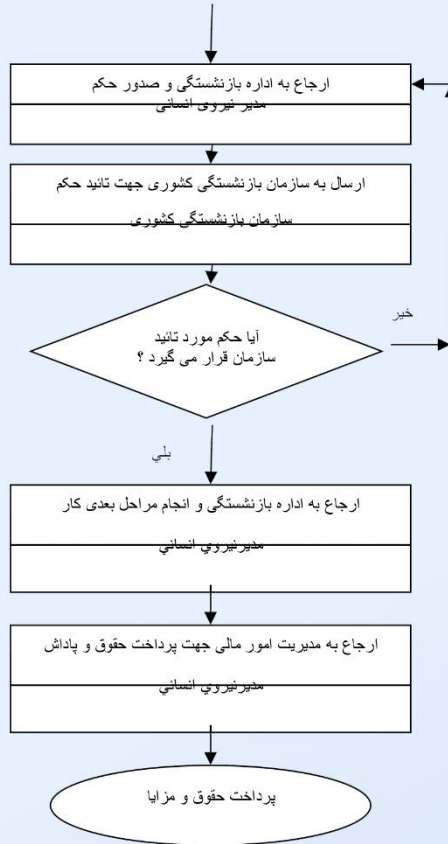 ارجاع به اداره بازنشستگی و صدور حکم
مدیر نیروی انسانی
ارسال به سازمان بازنشستگی کشوری جهت تائید حکم
سازمان بازنشستگی کشوری
آیا حکم مورد تائید
سازمان قرار می گیرد ؟
خیر
بلي
ارجاع به اداره بازنشستگی و انجام مراحل بعدی کار
مدیرنیروي انساني
ارجاع به مدیریت امور مالی جهت پرداخت حقوق و پاداش
مدیرنیروي انساني
پرداخت حقوق و مزایا